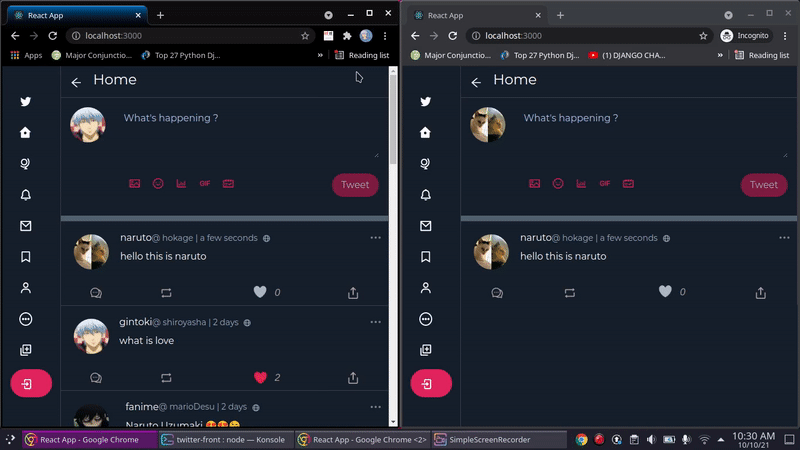 React App
localhost:3000
Apps
Major Conjunctio...
Top 27 Python Dj...
»
Reading list
Home
What's happening ?
GIF
Tweet
naruto@ hokage | a few seconds
hello this is naruto
0
gintoki@ shiroyasha | 2 days
what is love
2
fanime@ marioDesu | 2 days
Naruto Uzumaki
React App
localhost:3000
Incognito
Major Conjunctio...
Top 27 Python Dj...
(1) DJANGO CHA...
»
Reading list
Home
What's happening ?
GIF
Tweet
naruto@ hokage | a few seconds
hello this is naruto
0
React App - Google Chrome
twitter-front : node — Konsole
React App - Google Chrome <2>
SimpleScreenRecorder
10:30 AM
10/10/21